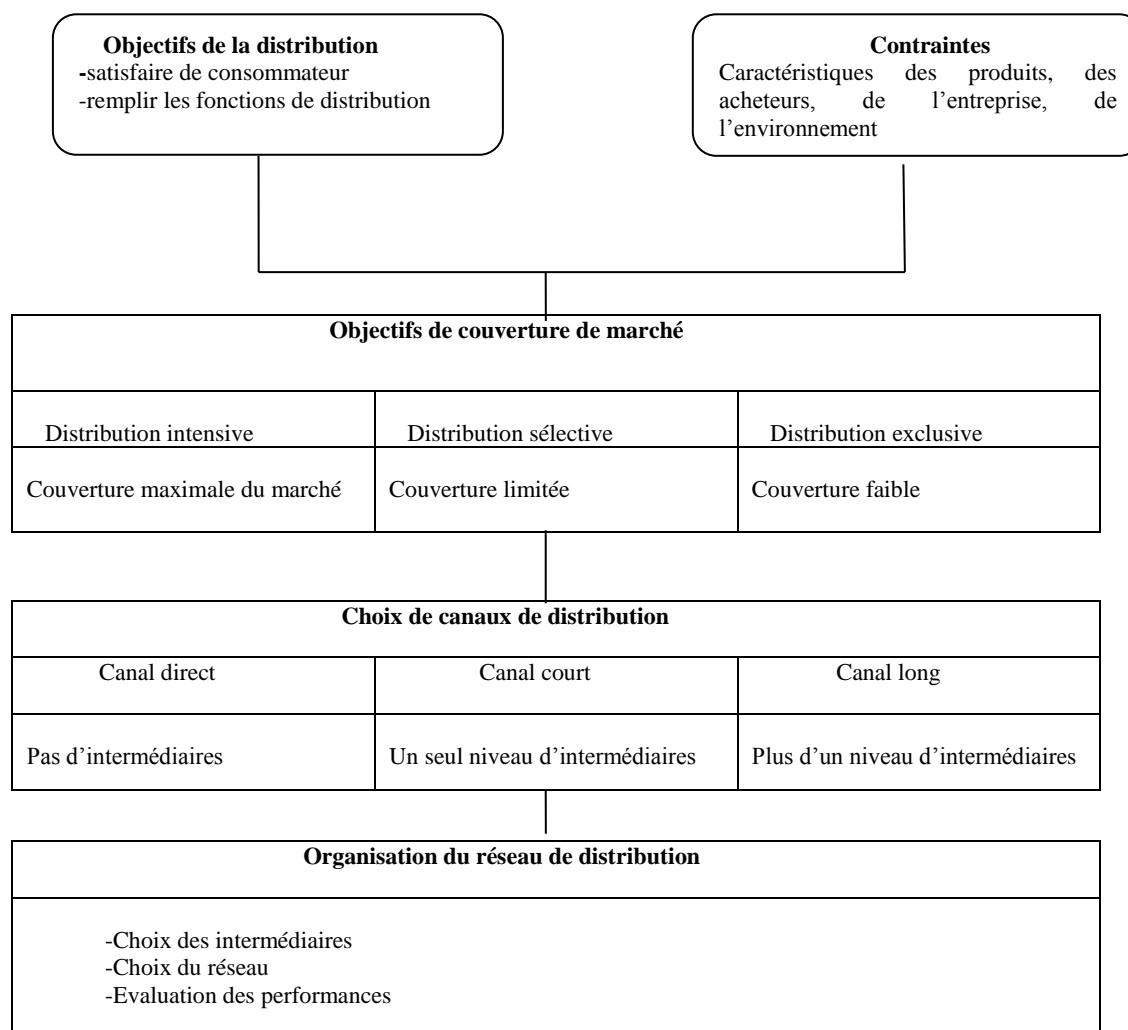 Objectifs de la distribution
-satisfaire de consommateur
-remplir les fonctions de distribution
Contraintes
Caractéristiques des produits, des
acheteurs, de l’entreprise, de
l’environnement
Objectifs de couverture de marché
Distribution intensive
Distribution sélective
Distribution exclusive
Couverture maximale du marché
Couverture limitée
Couverture faible
Choix de canaux de distribution
Canal direct
Canal court
Canal long
Pas d’intermédiaires
Un seul niveau d’intermédiaires
Plus d’un niveau d’intermédiaires
Organisation du réseau de distribution
-Choix des intermédiaires
-Choix du réseau
-Evaluation des performances